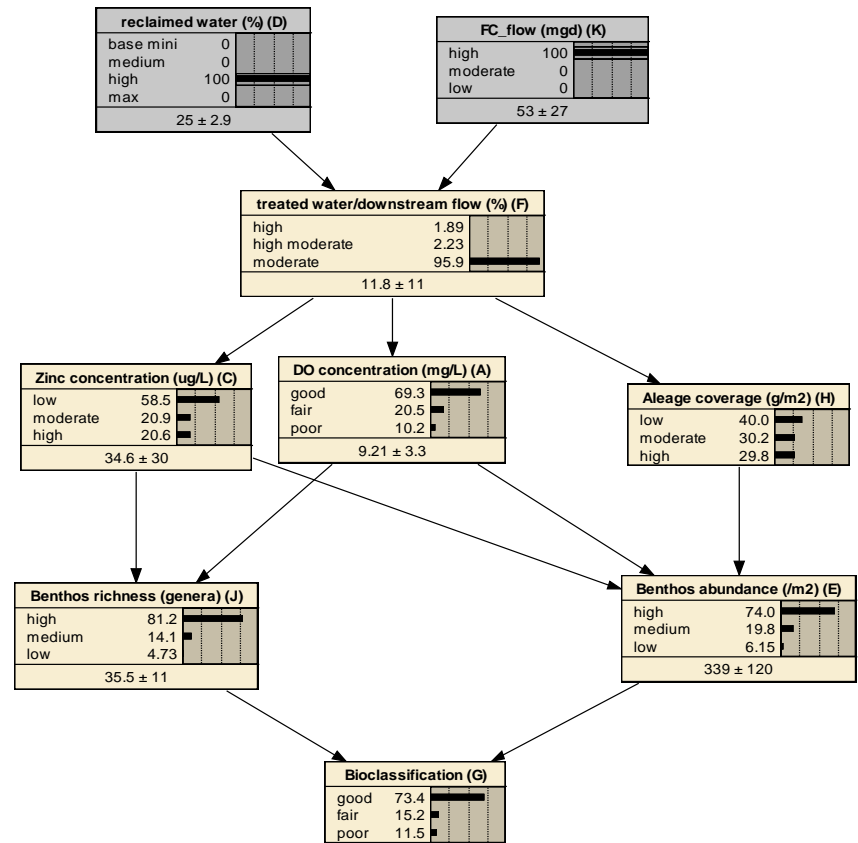 reclaimed water (%) (D)
base mini 0
medium 0
high 100
max 0
25 ± 2.9
FC_flow (mgd) (K)
high 100
moderate 0
low 0
53 ± 27
treated water/downstream flow (%) (F)
high 1.89
high moderate 2.23
moderate 95.9
11.8 ± 11
Zinc concentration (ug/L) (C)
low 58.5
moderate 20.9
high 20.6
34.6 ± 30
DO concentration (mg/L) (A)
good 69.3
fair 20.5
poor 10.2
9.21 ± 3.3
Aleage coverage (g/m2) (H)
low 40.0
moderate 30.2
high 29.8
Benthos richness (genera) (J)
high 81.2
medium 14.1
low 4.73
35.5 ± 11
Benthos abundance (/m2) (E)
high 74.0
medium 19.8
low 6.15
339 ± 120
Bioclassification (G)
good 73.4
fair 15.2
poor 11.5